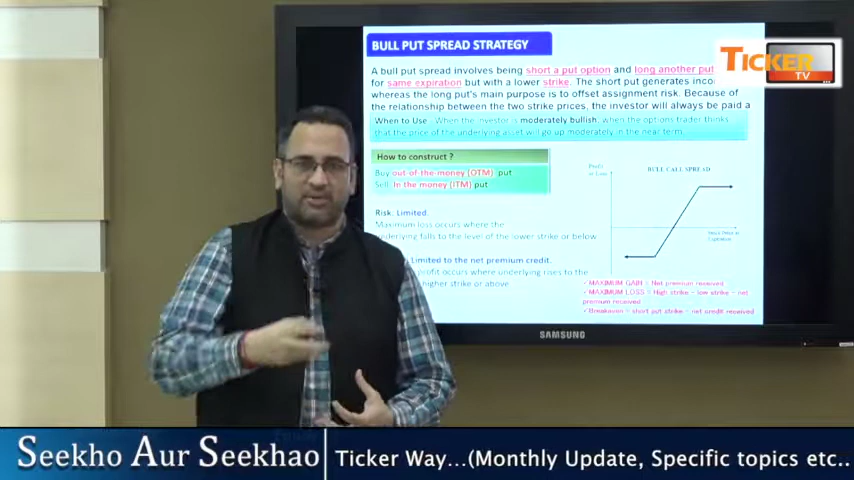 BULL PUT SPREAD STRATEGY
TICKER
TV
A bull put spread involves being short a put option and long another put
for same expiration but with a lower strike. The short put generates inco
whereas the long put's main purpose is to offset assignment risk. Because of
the relationship between the two strike prices, the investor will always be paid a
When to Use : When the investor is moderately bullish, when the options trader thinks
that the price of the underlying asset will go up moderately in the near term.
How to construct ?
Buy out-of-the-money (OTM) put
Sell In the money (ITM) put
Profit
or Loss
BULL CALL SPREAD
Stock Price at
Expiration
Risk: Limited.
Maximum loss occurs where the
underlying falls to the level of the lower strike or below
Limited to the net premium credit.
profit occurs where underlying rises to the
higher strike or above.
✓MAXIMUM GAIN = Net premium received
✓MAXIMUM LOSS = High strike - low strike - net
premium received
✓Breakeven = short put strike - net credit received
SAMSUNG
Seekho Aur Seekhao
Ticker Way...(Monthly Update, Specific topics etc..